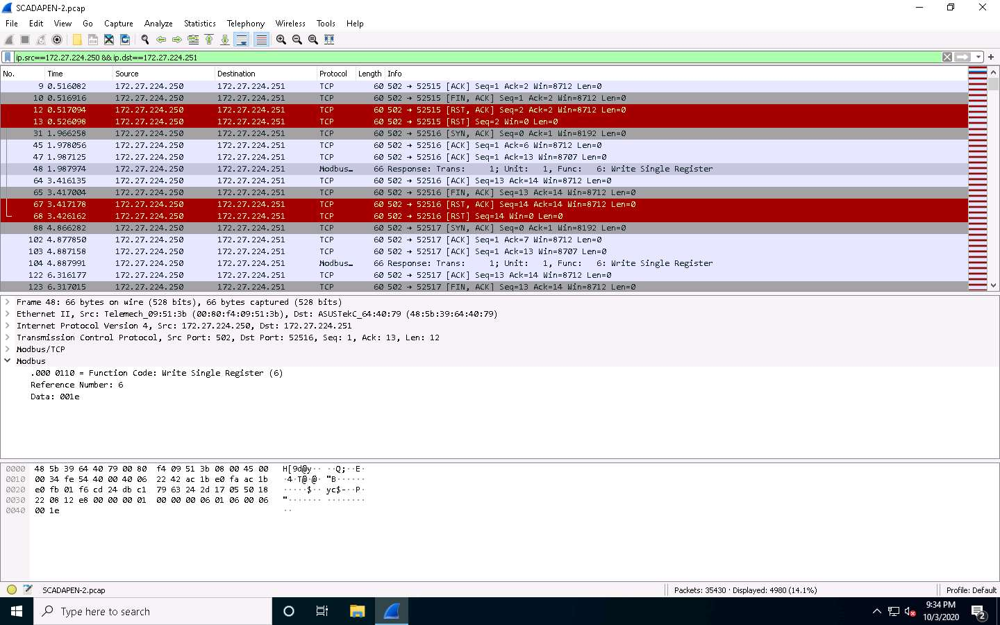 SCADAPEN-2.pcap
File Edit View Go Capture Analyze Statistics Telephony Wireless Tools Help
ip.src==172.27.224.250 && ip.dst==172.27.224.251
No. Time Source Destination Protocol Length Info
9 0.516082 172.27.224.250 172.27.224.251 TCP 60 502 → 52515 [ACK] Seq=1 Ack=2 Win=8712 Len=0
10 0.516916 172.27.224.250 172.27.224.251 TCP 60 502 → 52515 [FIN, ACK] Seq=1 Ack=2 Win=8712 Len=0
12 0.517094 172.27.224.250 172.27.224.251 TCP 60 502 → 52515 [RST, ACK] Seq=2 Ack=2 Win=8712 Len=0
13 0.526098 172.27.224.250 172.27.224.251 TCP 60 502 → 52515 [RST] Seq=2 Win=0 Len=0
31 1.966258 172.27.224.250 172.27.224.251 TCP 60 502 → 52516 [SYN, ACK] Seq=0 Ack=1 Win=8192 Len=0
45 1.978056 172.27.224.250 172.27.224.251 TCP 60 502 → 52516 [ACK] Seq=1 Ack=6 Win=8712 Len=0
47 1.987125 172.27.224.250 172.27.224.251 TCP 60 502 → 52516 [ACK] Seq=1 Ack=13 Win=8707 Len=0
48 1.987974 172.27.224.250 172.27.224.251 Modbus… 66 Response: Trans: 1; Unit: 1, Func: 6: Write Single Register
64 3.416135 172.27.224.250 172.27.224.251 TCP 60 502 → 52516 [ACK] Seq=13 Ack=14 Win=8712 Len=0
65 3.417004 172.27.224.250 172.27.224.251 TCP 60 502 → 52516 [FIN, ACK] Seq=13 Ack=14 Win=8712 Len=0
67 3.417178 172.27.224.250 172.27.224.251 TCP 60 502 → 52516 [RST, ACK] Seq=14 Ack=14 Win=8712 Len=0
68 3.426162 172.27.224.250 172.27.224.251 TCP 60 502 → 52516 [RST] Seq=14 Win=0 Len=0
88 4.866282 172.27.224.250 172.27.224.251 TCP 60 502 → 52517 [SYN, ACK] Seq=0 Ack=1 Win=8192 Len=0
102 4.877850 172.27.224.250 172.27.224.251 TCP 60 502 → 52517 [ACK] Seq=1 Ack=7 Win=8712 Len=0
103 4.887158 172.27.224.250 172.27.224.251 TCP 60 502 → 52517 [ACK] Seq=1 Ack=13 Win=8707 Len=0
104 4.887991 172.27.224.250 172.27.224.251 Modbus… 66 Response: Trans: 1; Unit: 1, Func: 6: Write Single Register
122 6.316177 172.27.224.250 172.27.224.251 TCP 60 502 → 52517 [ACK] Seq=13 Ack=14 Win=8712 Len=0
123 6.317015 172.27.224.250 172.27.224.251 TCP 60 502 → 52517 [FIN, ACK] Seq=13 Ack=14 Win=8712 Len=0
Frame 48: 66 bytes on wire (528 bits), 66 bytes captured (528 bits)
Ethernet II, Src: Telemech_09:51:3b (00:80:f4:09:51:3b), Dst: ASUSTekC_64:40:79 (48:5b:39:64:40:79)
Internet Protocol Version 4, Src: 172.27.224.250, Dst: 172.27.224.251
Transmission Control Protocol, Src Port: 502, Dst Port: 52516, Seq: 1, Ack: 13, Len: 12
Modbus/TCP
Modbus
.000 0110 = Function Code: Write Single Register (6)
Reference Number: 6
Data: 001e
0000 48 5b 39 64 40 79 00 80 f4 09 51 3b 08 00 45 00 H[9d@y·· ··Q;··E·
0010 00 34 fe 54 40 00 40 06 22 42 ac 1b e0 fa ac 1b ·4·T@·@· "B······
0020 e0 fb 01 f6 cd 24 db c1 79 63 24 2d 17 05 50 18 ·····$·· yc$-··P·
0030 22 08 12 e8 00 00 00 01 00 00 00 06 01 06 00 06 "······· ········
0040 00 1e ··
SCADAPEN-2.pcap
Packets: 35430 · Displayed: 4980 (14.1%)
Profile: Default
Type here to search
9:34 PM
10/3/2020
2